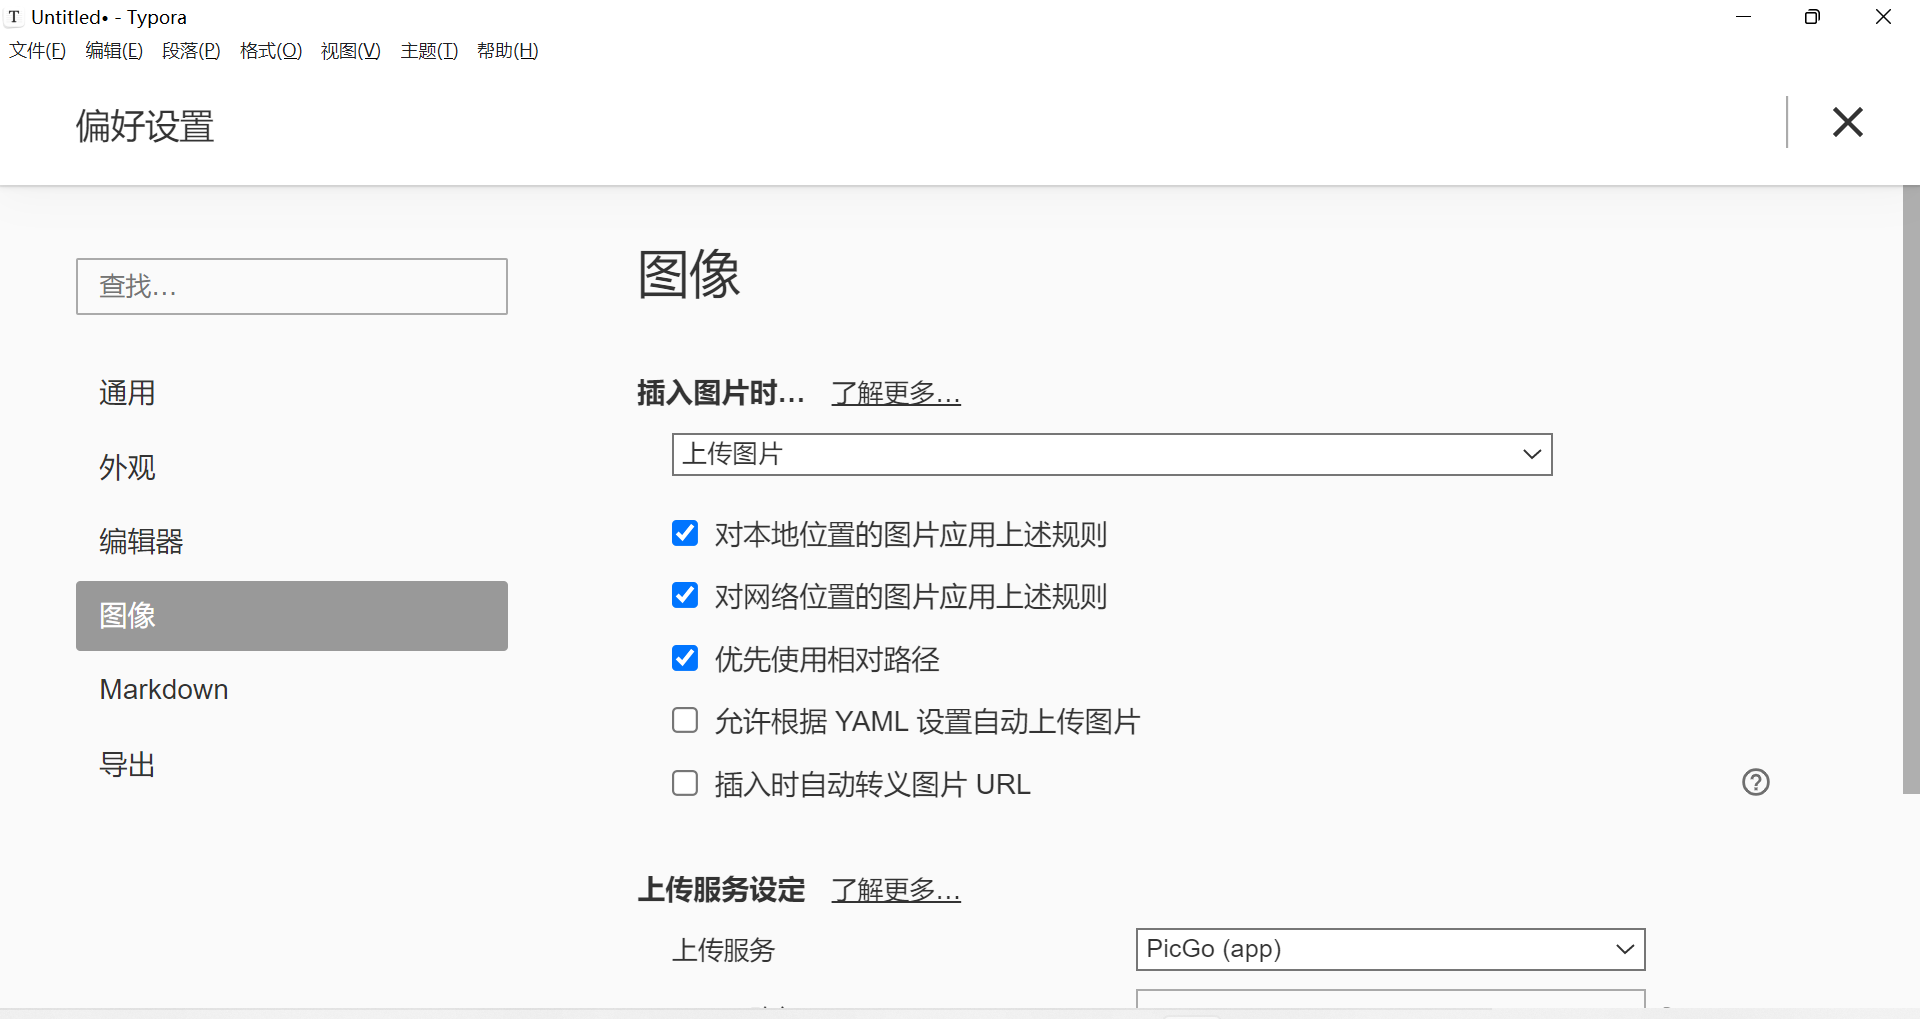 T Untitled• - Typora
文件(F) 编辑(E) 段落(P) 格式(O) 视图(V) 主题(T) 帮助(H)
偏好设置
查找...
通用
外观
编辑器
图像
Markdown
导出
图像
插入图片时... 了解更多...
上传图片
对本地位置的图片应用上述规则
对网络位置的图片应用上述规则
优先使用相对路径
允许根据 YAML 设置自动上传图片
插入时自动转义图片 URL
上传服务设定 了解更多...
上传服务 PicGo (app)